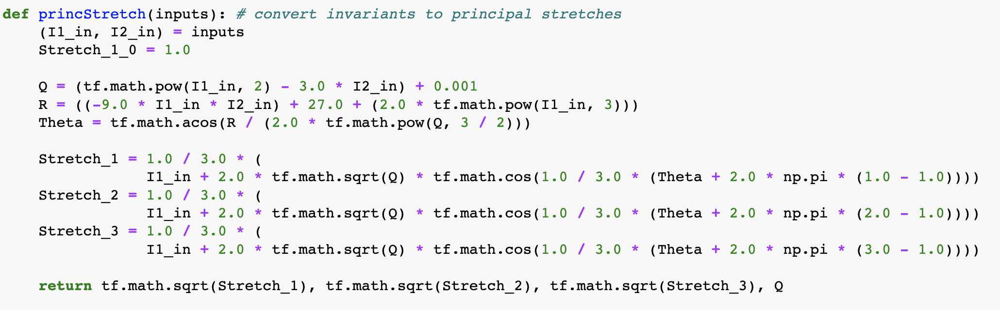 def princStretch(inputs): # convert invariants to principal stretches
    (I1_in, I2_in) = inputs
    Stretch_1_0 = 1.0

    Q = (tf.math.pow(I1_in, 2) - 3.0 * I2_in) + 0.001
    R = ((-9.0 * I1_in * I2_in) + 27.0 + (2.0 * tf.math.pow(I1_in, 3)))
    Theta = tf.math.acos(R / (2.0 * tf.math.pow(Q, 3 / 2)))

    Stretch_1 = 1.0 / 3.0 * (
                I1_in + 2.0 * tf.math.sqrt(Q) * tf.math.cos(1.0 / 3.0 * (Theta + 2.0 * np.pi * (1.0 - 1.0))))
    Stretch_2 = 1.0 / 3.0 * (
                I1_in + 2.0 * tf.math.sqrt(Q) * tf.math.cos(1.0 / 3.0 * (Theta + 2.0 * np.pi * (2.0 - 1.0))))
    Stretch_3 = 1.0 / 3.0 * (
                I1_in + 2.0 * tf.math.sqrt(Q) * tf.math.cos(1.0 / 3.0 * (Theta + 2.0 * np.pi * (3.0 - 1.0))))

    return tf.math.sqrt(Stretch_1), tf.math.sqrt(Stretch_2), tf.math.sqrt(Stretch_3), Q